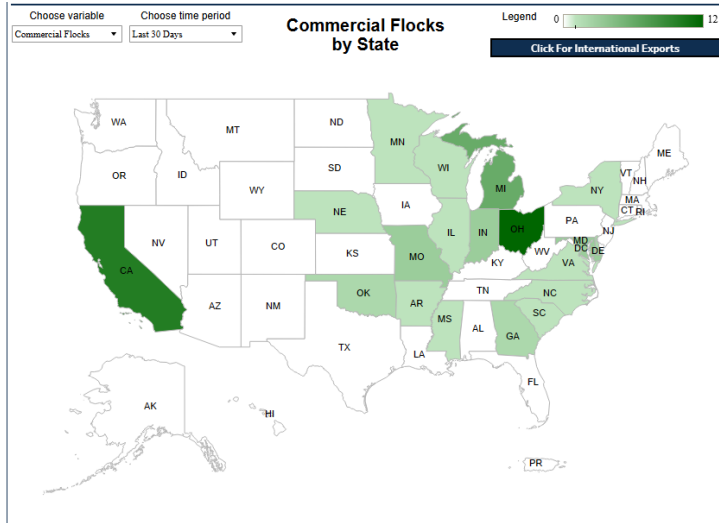 Choose variable
Choose time period
Commercial Flocks
Last 30 Days
Commercial Flocks
by State
Legend
0
Click For International Exports
WA
MT
ND
MN
ME
OR
ID
SD
WI
VT
NH
WY
MI
NY
MA
CT
RI
IA
NE
PA
NJ
NV
UT
IL
IN
OH
MD
DC
DE
CO
WV
CA
KS
MO
KY
VA
TN
NC
AZ
NM
OK
AR
SC
MS
AL
GA
TX
LA
FL
AK
HI
PR